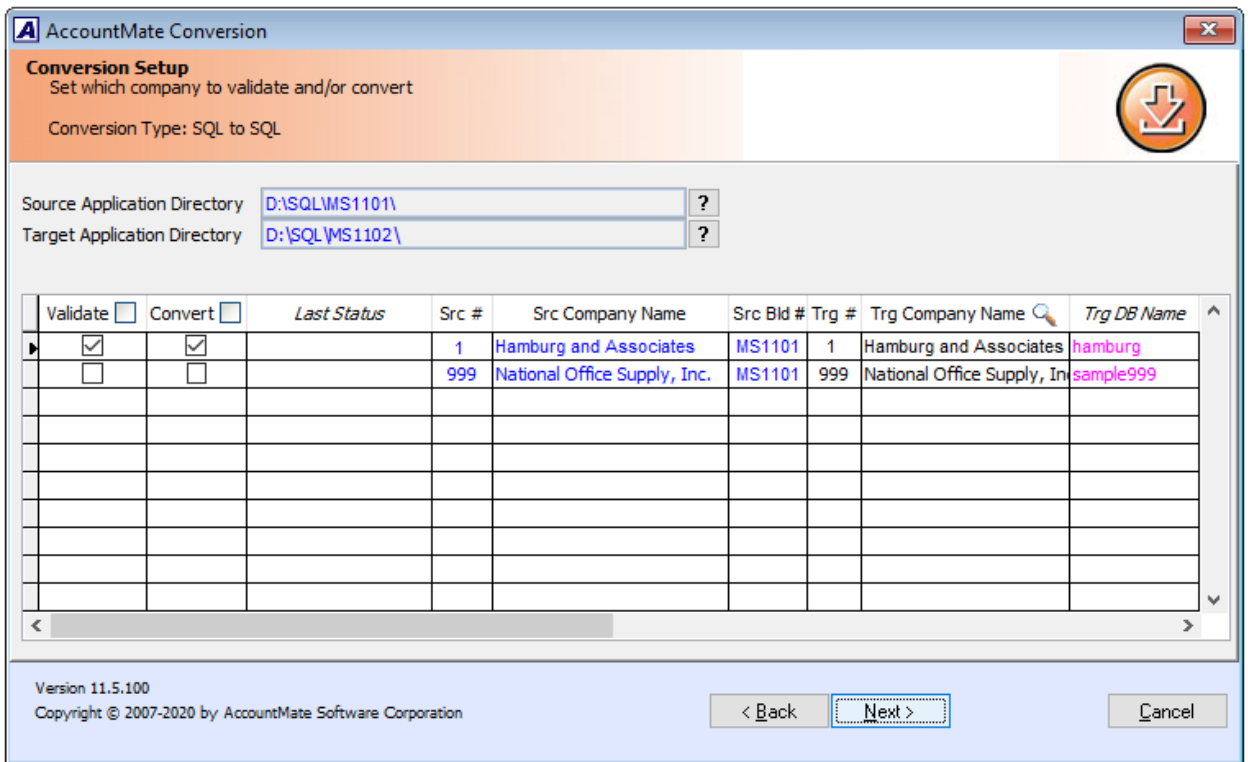 AccountMate Conversion
Conversion Setup
Set which company to validate and/or convert
Conversion Type: SQL to SQL
Source Application Directory D:\SQL\MS1101\ ?
Target Application Directory D:\SQL\MS1102\ ?
Validate Convert Last Status Src # Src Company Name Src Bld # Trg # Trg Company Name Trg DB Name
1 Hamburg and Associates MS1101 1 Hamburg and Associates hamburg
999 National Office Supply, Inc. MS1101 999 National Office Supply, In sample999
Version 11.5.100
Copyright © 2007-2020 by AccountMate Software Corporation
< Back Next > Cancel